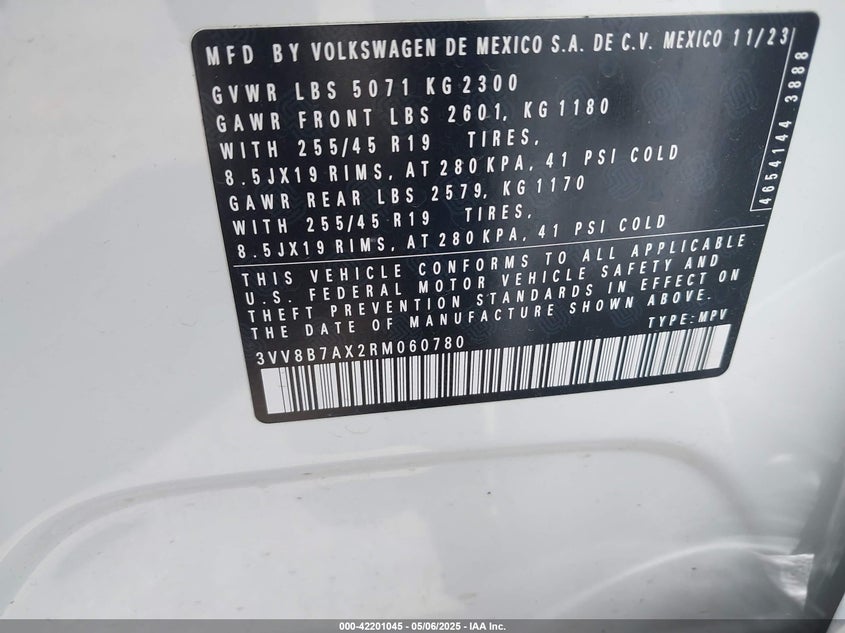 MFD BY VOLKSWAGEN DE MEXICO S.A. DE C.V. MEXICO 11/23
GVWR LBS 5071 KG 2300
GAWR FRONT LBS 2601, KG 1180
WITH 255/45 R19 TIRES,
8.5JX19 RIMS, AT 280 KPA, 41 PSI COLD
GAWR REAR LBS 2579, KG 1170
WITH 255/45 R19 TIRES,
8.5JX19 RIMS, AT 280 KPA, 41 PSI COLD
4654144 3888
THIS VEHICLE CONFORMS TO ALL APPLICABLE
U.S. FEDERAL MOTOR VEHICLE SAFETY AND
THEFT PREVENTION STANDARDS IN EFFECT ON
THE DATE OF MANUFACTURE SHOWN ABOVE.
TYPE: MPV
3VV8B7AX2RM060780
000-42201045 - 05/06/2025 - IAA Inc.